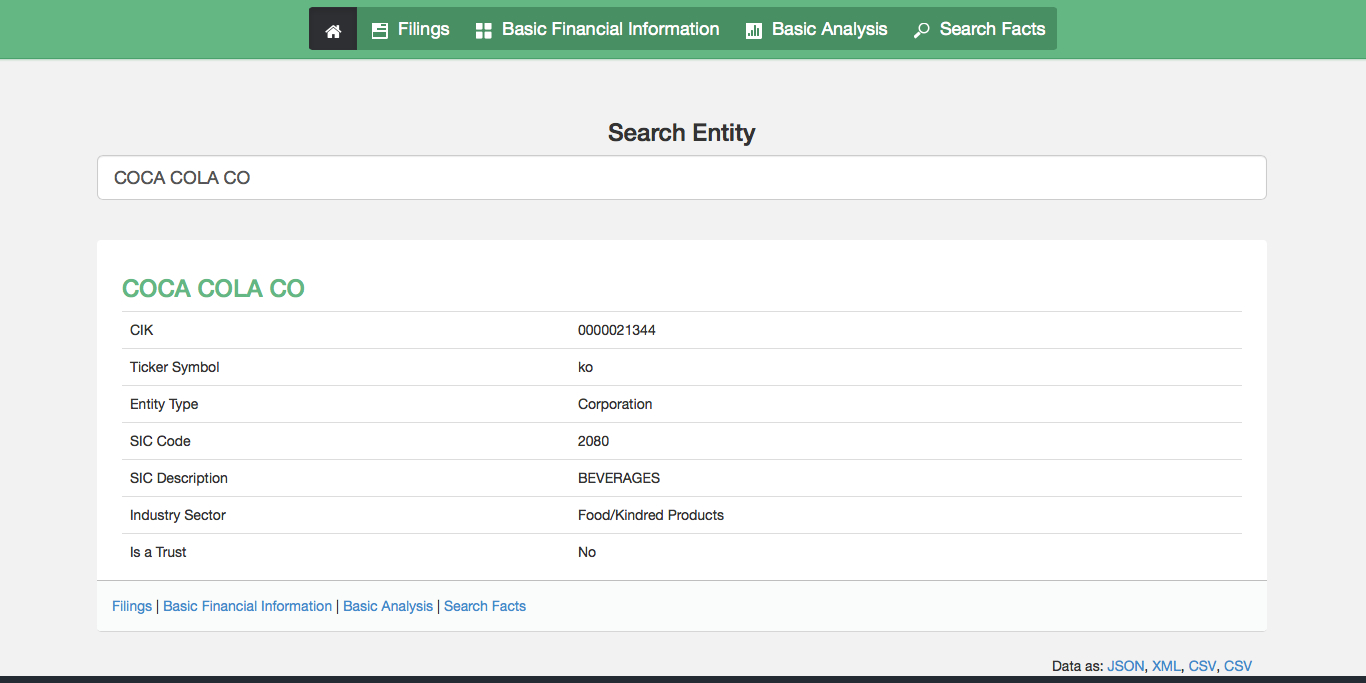 Filings Basic Financial Information Basic Analysis Search Facts
Search Entity
COCA COLA CO
COCA COLA CO
CIK 0000021344
Ticker Symbol ko
Entity Type Corporation
SIC Code 2080
SIC Description BEVERAGES
Industry Sector Food/Kindred Products
Is a Trust No
Filings | Basic Financial Information | Basic Analysis | Search Facts
Data as: JSON, XML, CSV, CSV